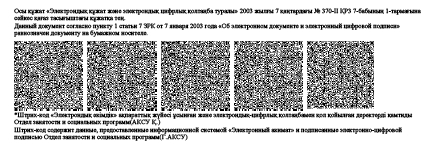 Осы құжат «Электрондық құжат және электрондық цифрлық қолтаңба туралы» 2003 жылғы 7 қаңтардағы № 370-II ҚРЗ 7-бабының 1-тармағына
сәйкес қағаз тасығыштағы құжатқа тең.
Данный документ согласно пункту 1 статьи 7 ЗРК от 7 января 2003 года «Об электронном документе и электронной цифровой подписи»
равнозначен документу на бумажном носителе.
*Штрих-код «Электрондық әкімдік» ақпараттық жүйесі ұсынған және электрондық-цифрлық қолтаңбамен қол қойылған деректерді қамтиды
Отдел занятости и социальных программ(АКСУ Қ.)
Штрих-код содержит данные, предоставленные информационной системой «Электронный акимат» и подписанные электронно-цифровой
подписью Отдел занятости и социальных программ(Г.АКСУ)